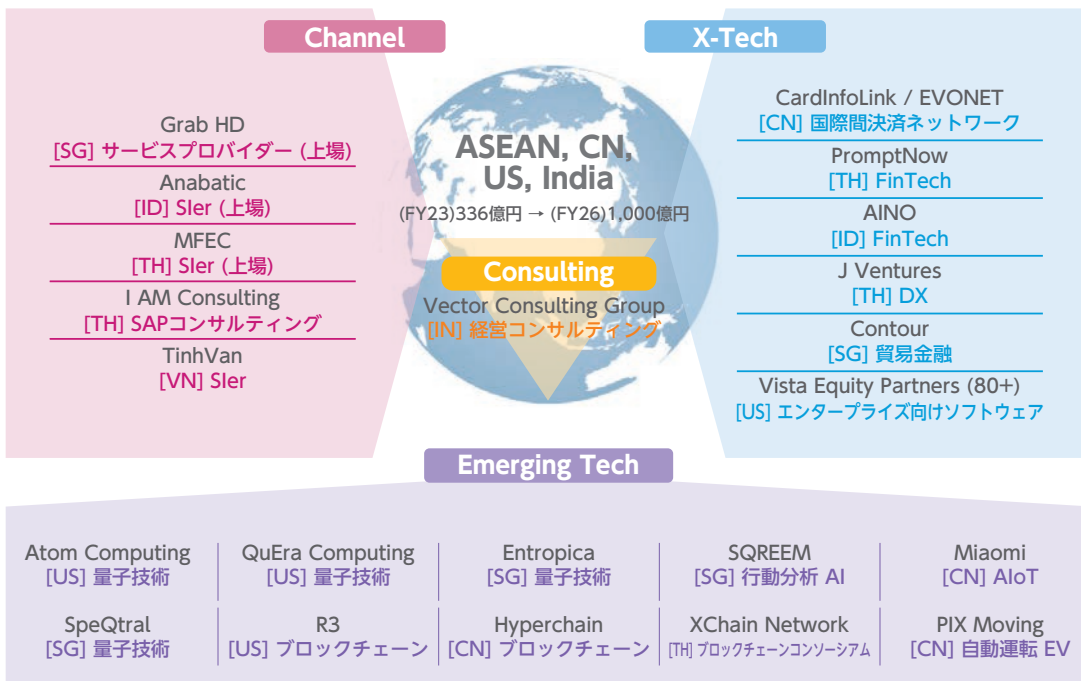 Channel
Grab HD
[SG] サービスプロバイダー (上場)
Anabatic
[ID] SIer (上場)
MFEC
[TH] SIer (上場)
I AM Consulting
[TH] SAPコンサルティング
TinhVan
[VN] SIer
ASEAN, CN,
US, India
(FY23)336億円 → (FY26)1,000億円
Consulting
Vector Consulting Group
[IN] 経営コンサルティング
X-Tech
CardInfoLink / EVONET
[CN] 国際間決済ネットワーク
PromptNow
[TH] FinTech
AINO
[ID] FinTech
J Ventures
[TH] DX
Contour
[SG] 貿易金融
Vista Equity Partners (80+)
[US] エンタープライズ向けソフトウェア
Emerging Tech
Atom Computing
[US] 量子技術
QuEra Computing
[US] 量子技術
Entropica
[SG] 量子技術
SQREEM
[SG] 行動分析 AI
Miaomi
[CN] AIoT
SpeQtral
[SG] 量子技術
R3
[US] ブロックチェーン
Hyperchain
[CN] ブロックチェーン
XChain Network
[TH] ブロックチェーンコンソーシアム
PIX Moving
[CN] 自動運転 EV